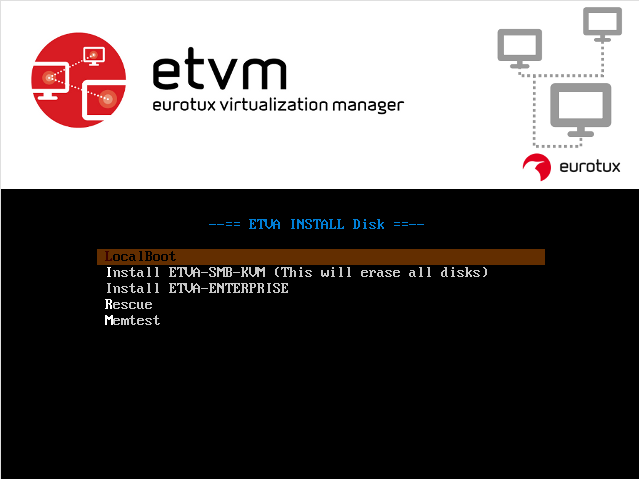 etvm
eurotux virtualization manager
eurotux
--== ETVA INSTALL Disk ==--
LocalBoot
Install ETVA-SMB-KVM (This will erase all disks)
Install ETVA-ENTERPRISE
Rescue
Memtest